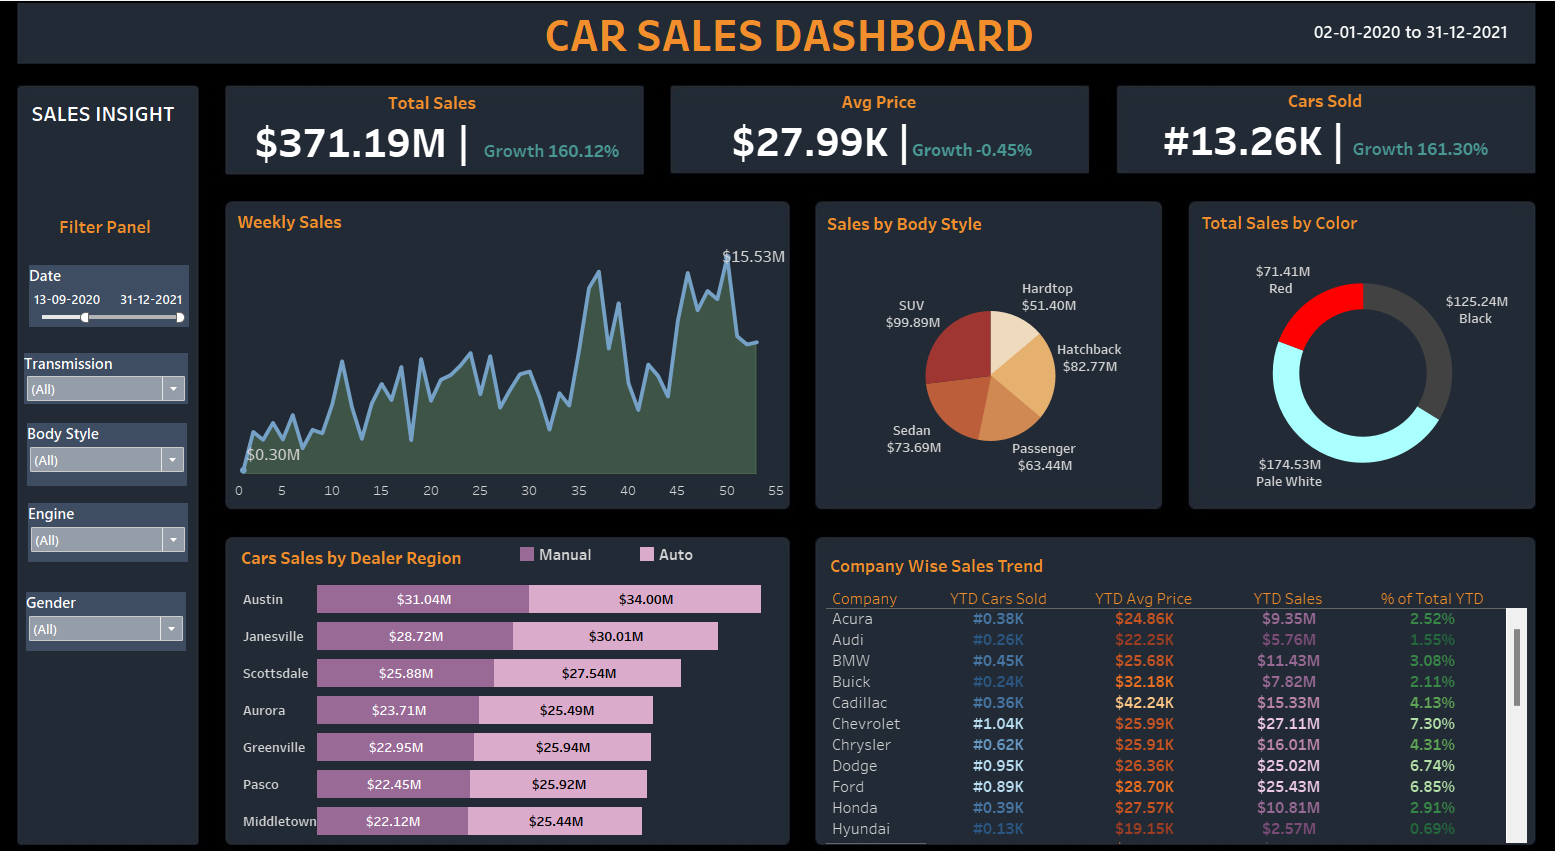 CAR SALES DASHBOARD
02-01-2020 to 31-12-2021
SALES INSIGHT
Filter Panel
Date
13-09-2020 31-12-2021
Transmission
(All)
Body Style
(All)
Engine
(All)
Gender
(All)
Total Sales
$371.19M | Growth 160.12%
Avg Price
$27.99K | Growth -0.45%
Cars Sold
#13.26K | Growth 161.30%
Weekly Sales
$15.53M
$0.30M
0 5 10 15 20 25 30 35 40 45 50 55
Sales by Body Style
Hardtop
$51.40M
SUV
$99.89M
Hatchback
$82.77M
Sedan
$73.69M
Passenger
$63.44M
Total Sales by Color
$71.41M
Red
$125.24M
Black
$174.53M
Pale White
Cars Sales by Dealer Region
Manual Auto
Austin $31.04M $34.00M
Janesville $28.72M $30.01M
Scottsdale $25.88M $27.54M
Aurora $23.71M $25.49M
Greenville $22.95M $25.94M
Pasco $22.45M $25.92M
Middletown $22.12M $25.44M
Company Wise Sales Trend
Company YTD Cars Sold YTD Avg Price YTD Sales % of Total YTD
Acura #0.38K $24.86K $9.35M 2.52%
Audi #0.26K $22.25K $5.76M 1.55%
BMW #0.45K $25.68K $11.43M 3.08%
Buick #0.24K $32.18K $7.82M 2.11%
Cadillac #0.36K $42.24K $15.33M 4.13%
Chevrolet #1.04K $25.99K $27.11M 7.30%
Chrysler #0.62K $25.91K $16.01M 4.31%
Dodge #0.95K $26.36K $25.02M 6.74%
Ford #0.89K $28.70K $25.43M 6.85%
Honda #0.39K $27.57K $10.81M 2.91%
Hyundai #0.13K $19.15K $2.57M 0.69%